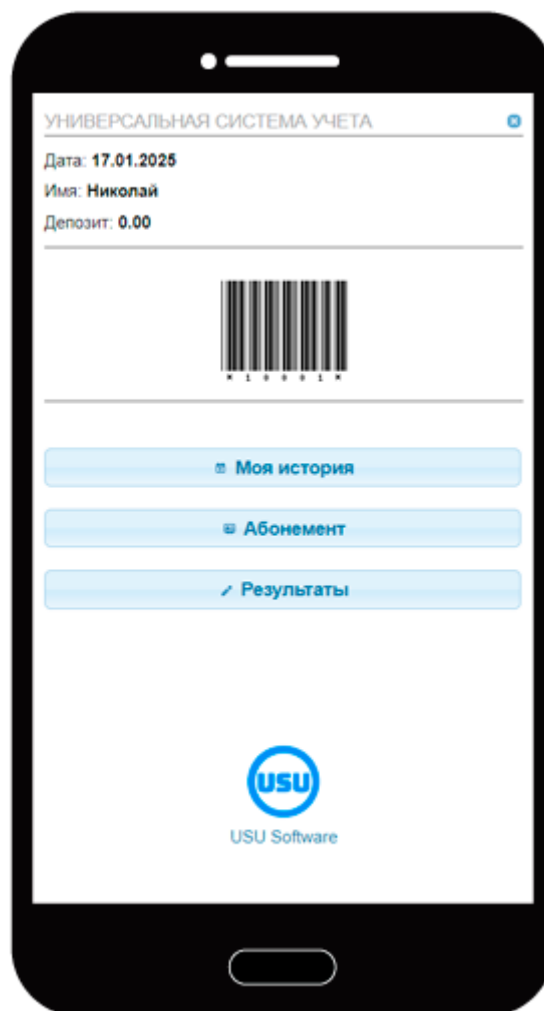 УНИВЕРСАЛЬНАЯ СИСТЕМА УЧЕТА
Дата: 17.01.2025
Имя: Николай
Депозит: 0.00
*10001*
Моя история
Абонемент
Результаты
USU
USU Software